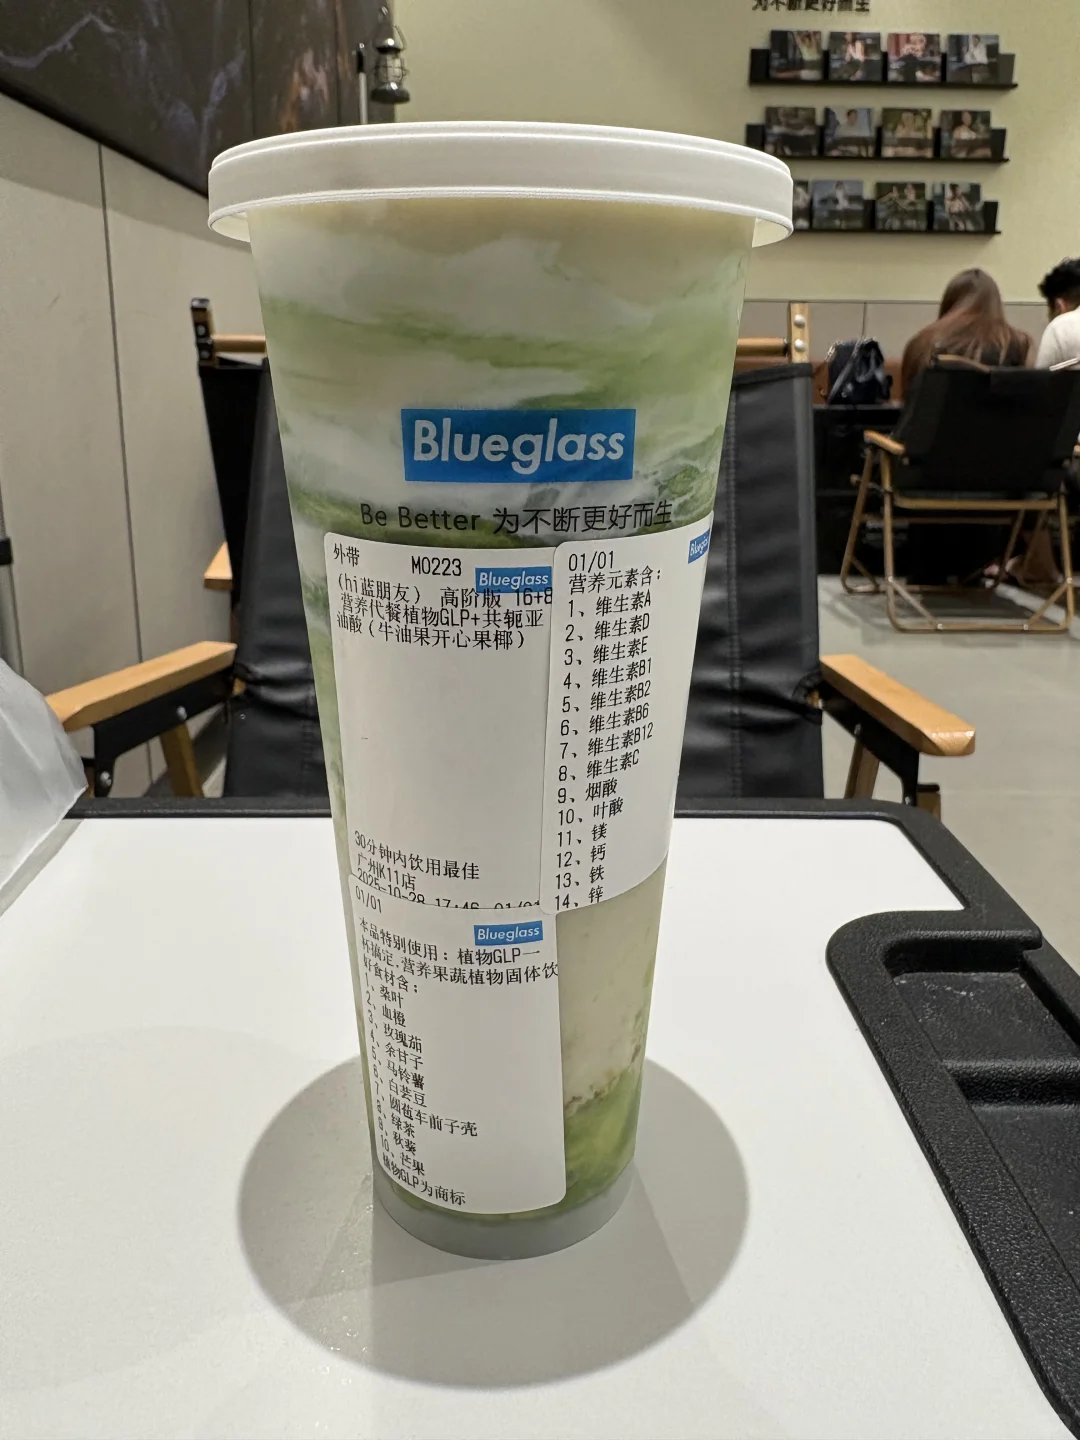 为不断更好而生
Blueglass
Be Better 为不断更好而生
外带 M0223 Blueglass
(hi蓝朋友) 高阶版 16+8
营养代餐植物GLP+共轭亚
油酸(牛油果开心果椰)
30分钟内饮用最佳
广州K11店
2025-10-28 17:46 01/01
01/01
营养元素含:
1、维生素A
2、维生素D
3、维生素E
4、维生素B1
5、维生素B2
6、维生素B6
7、维生素B12
8、维生素C
9、烟酸
10、叶酸
11、镁
12、钙
13、铁
14、锌
01/01
Blueglass
本品特别使用:植物GLP一
杯搞定·营养果蔬植物固体饮
好食材含:
1、桑叶
2、血橙
3、玫瑰茄
4、余甘子
5、马铃薯
6、白芸豆
7、圆苞车前子壳
8、绿茶
9、秋葵
10、芒果
植物GLP为商标